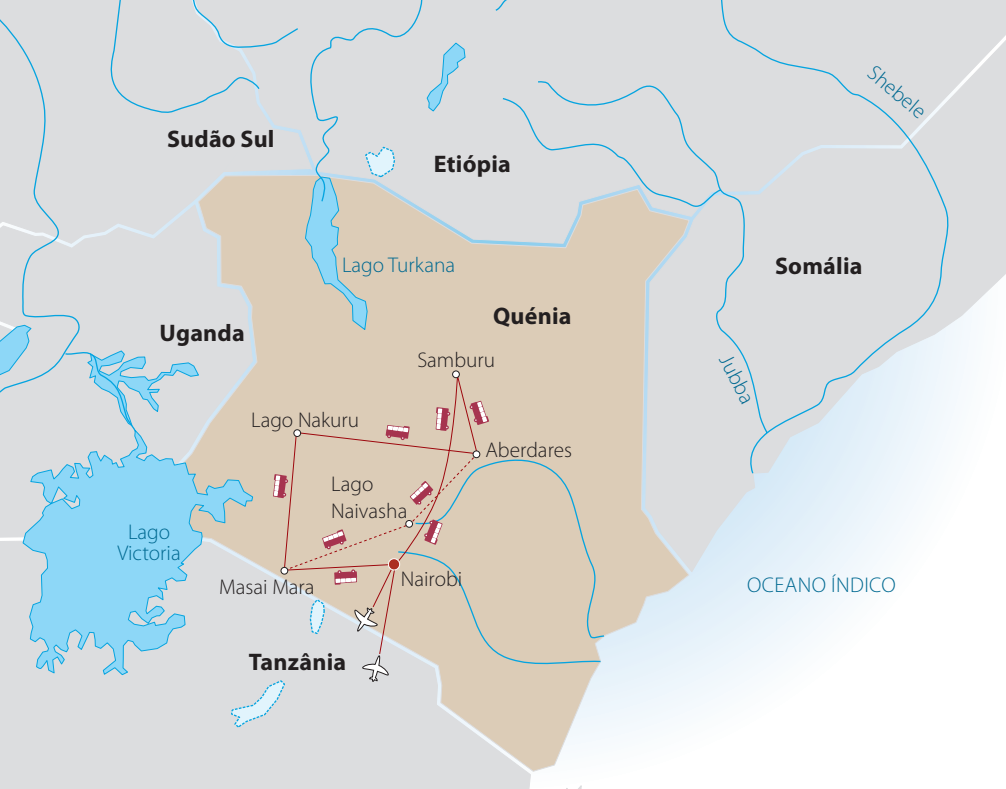 Shebele
Sudão Sul
Etiópia
Lago Turkana
Somália
Quénia
Uganda
Samburu
Jubba
Lago Nakuru
Aberdares
Lago
Naivasha
Lago
Victoria
Nairobi
Masai Mara
OCEANO ÍNDICO
Tanzânia